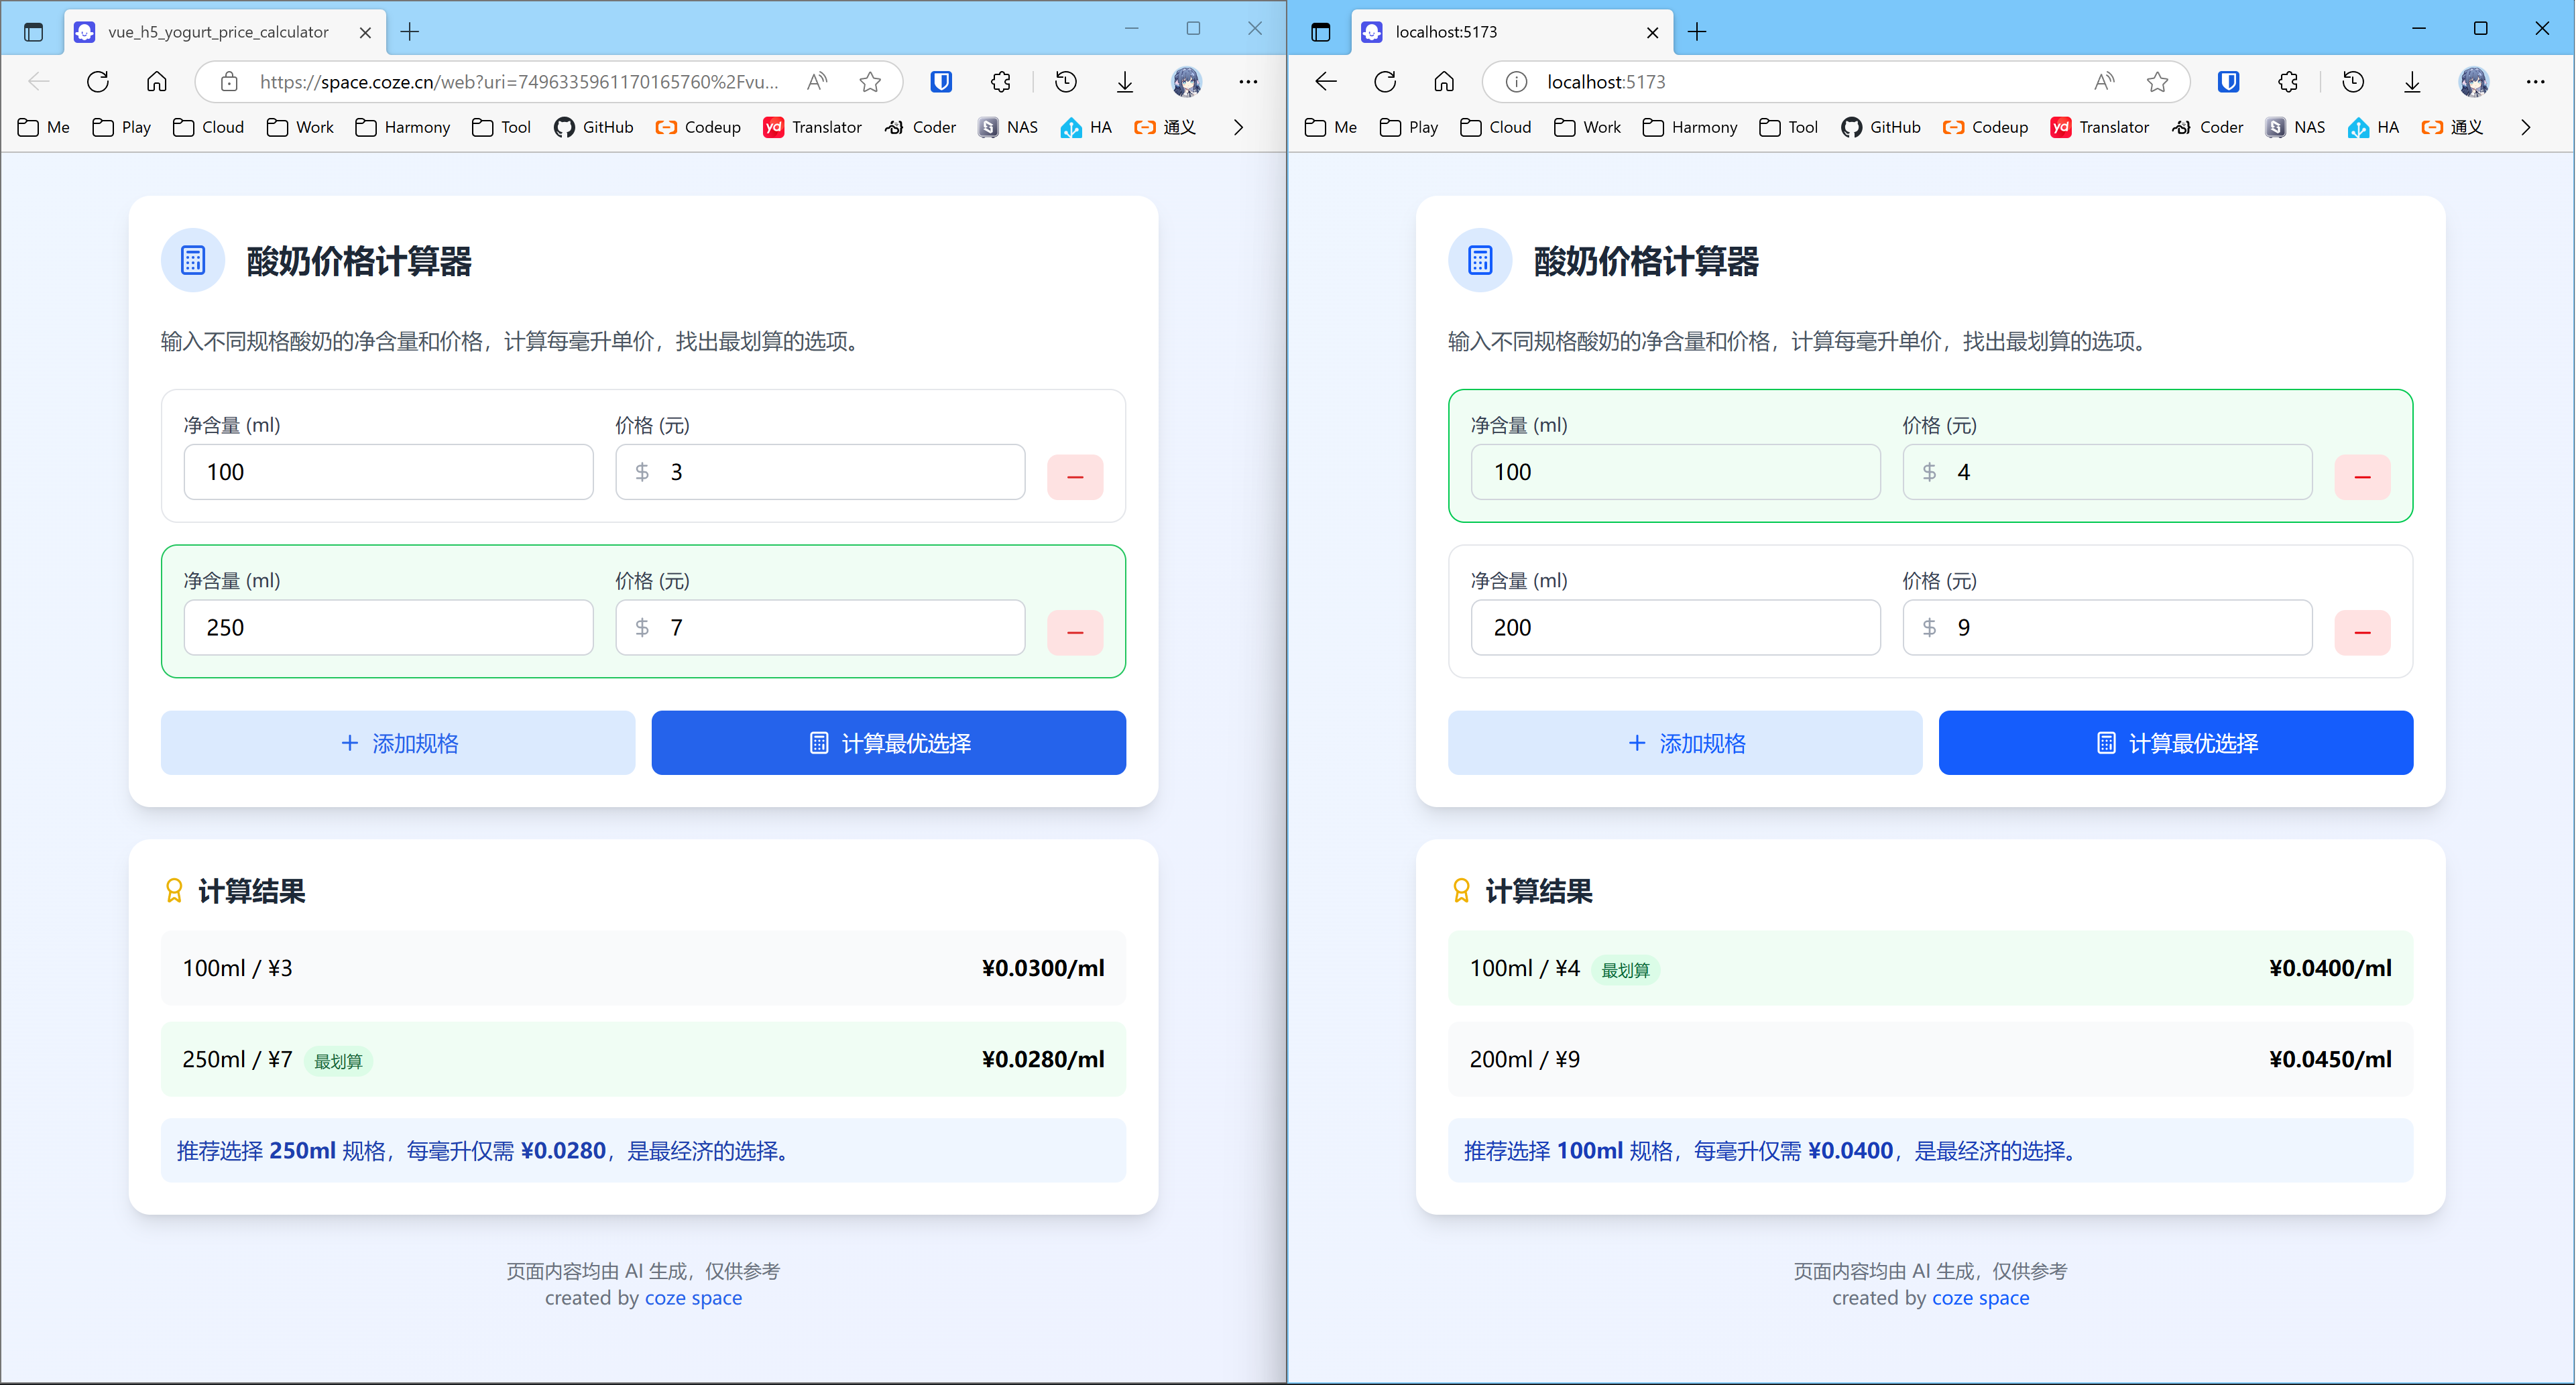 vue_h5_yogurt_price_calculator
https://space.coze.cn/web?uri=7496335961170165760%2Fvu...
Me Play Cloud Work Harmony Tool GitHub Codeup Translator Coder NAS HA 通义
酸奶价格计算器
输入不同规格酸奶的净含量和价格，计算每毫升单价，找出最划算的选项。
净含量 (ml) 价格 (元)
100 $ 3
净含量 (ml) 价格 (元)
250 $ 7
添加规格 计算最优选择
计算结果
100ml / ¥3 ¥0.0300/ml
250ml / ¥7 最划算 ¥0.0280/ml
推荐选择 250ml 规格，每毫升仅需 ¥0.0280，是最经济的选择。
页面内容均由 AI 生成，仅供参考
created by coze space
localhost:5173
localhost:5173
Me Play Cloud Work Harmony Tool GitHub Codeup Translator Coder NAS HA 通义
酸奶价格计算器
输入不同规格酸奶的净含量和价格，计算每毫升单价，找出最划算的选项。
净含量 (ml) 价格 (元)
100 $ 4
净含量 (ml) 价格 (元)
200 $ 9
添加规格 计算最优选择
计算结果
100ml / ¥4 最划算 ¥0.0400/ml
200ml / ¥9 ¥0.0450/ml
推荐选择 100ml 规格，每毫升仅需 ¥0.0400，是最经济的选择。
页面内容均由 AI 生成，仅供参考
created by coze space